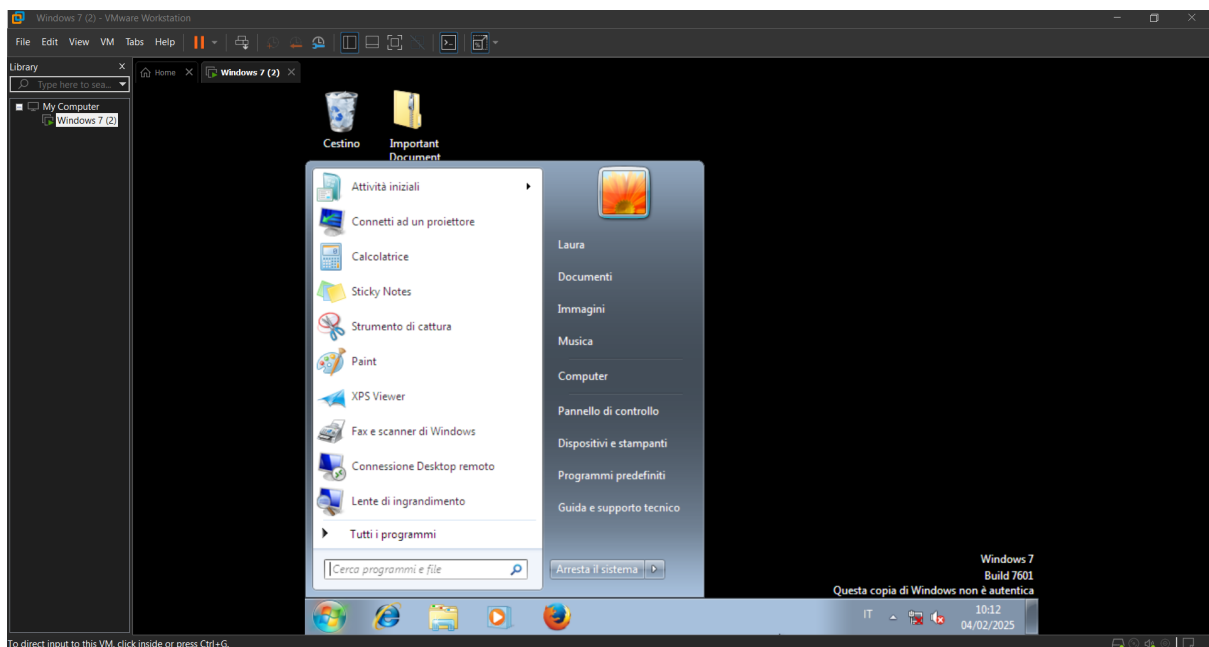 Windows 7 (2) - VMware Workstation
File Edit View VM Tabs Help
Library X
Type here to sea...
My Computer
Windows 7 (2)
Home
Windows 7 (2)
Cestino
Important
Document
Attività iniziali
Connetti ad un proiettore
Calcolatrice
Sticky Notes
Strumento di cattura
Paint
XPS Viewer
Fax e scanner di Windows
Connessione Desktop remoto
Lente di ingrandimento
Tutti i programmi
Cerca programmi e file
Laura
Documenti
Immagini
Musica
Computer
Pannello di controllo
Dispositivi e stampanti
Programmi predefiniti
Guida e supporto tecnico
Arresta il sistema
Windows 7
Build 7601
Questa copia di Windows non è autentica
IT
10:12
04/02/2025
To direct input to this VM, click inside or press Ctrl+G.